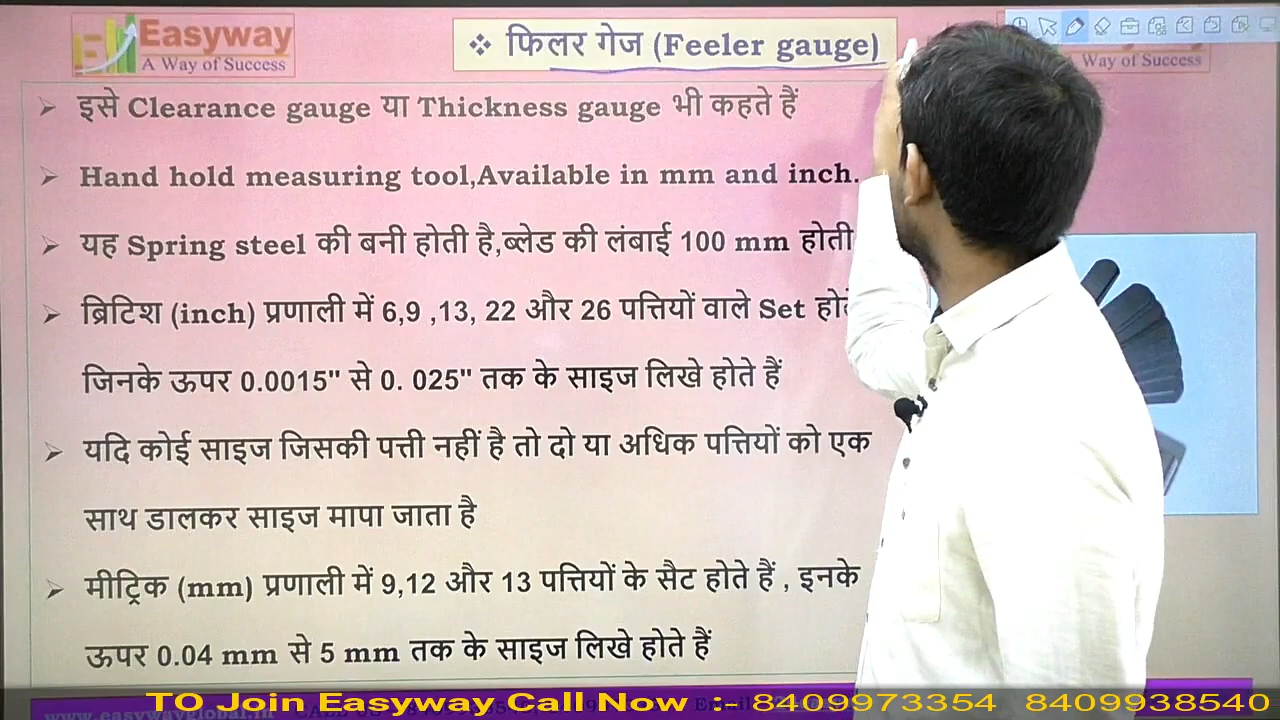 Easyway
A Way of Success
❖ फिलर गेज (Feeler gauge)
A Way of Success
➢ इसे Clearance gauge या Thickness gauge भी कहते हैं
➢ Hand hold measuring tool,Available in mm and inch.
➢ यह Spring steel की बनी होती है,ब्लेड की लंबाई 100 mm होती
➢ ब्रिटिश (inch) प्रणाली में 6,9 ,13, 22 और 26 पत्तियों वाले Set
जिनके ऊपर 0.0015" से 0. 025" तक के साइज लिखे होते हैं
➢ यदि कोई साइज जिसकी पत्ती नहीं है तो दो या अधिक पत्तियों को एक
साथ डालकर साइज मापा जाता है
➢ मीट्रिक (mm) प्रणाली में 9,12 और 13 पत्तियों के सैट होते हैं , इनके
ऊपर 0.04 mm से 5 mm तक के साइज लिखे होते हैं
TO Join Easyway Call Now :- 8409973354 8409938540
www.easywayglobal.in